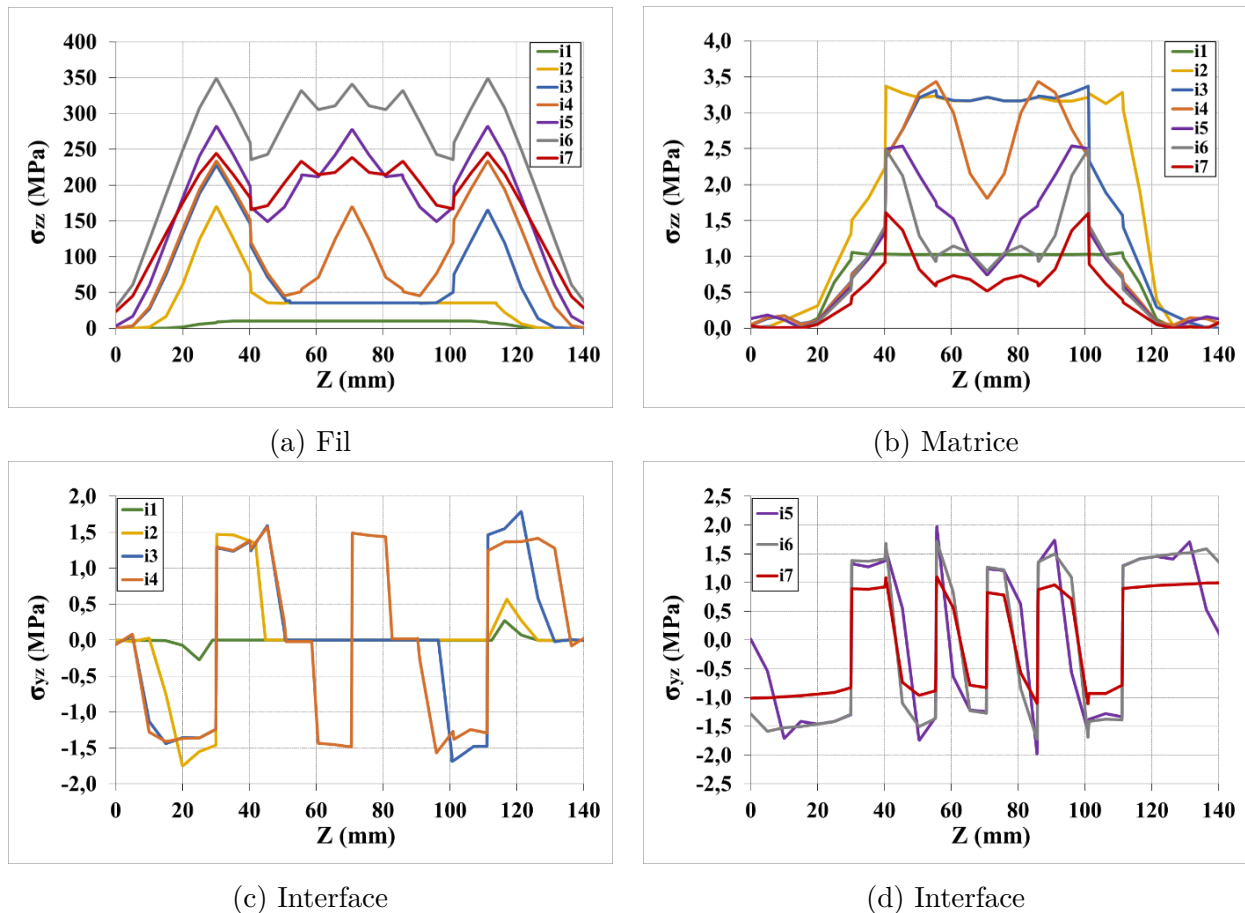 400
350
300
250
200
150
100
50
0
σzz (MPa)
0 20 40 60 80 100 120 140
Z (mm)
i1
i2
i3
i4
i5
i6
i7
(a) Fil
4,0
3,5
3,0
2,5
2,0
1,5
1,0
0,5
0,0
σzz (MPa)
0 20 40 60 80 100 120 140
Z (mm)
i1
i2
i3
i4
i5
i6
i7
(b) Matrice
2,0
1,5
1,0
0,5
0,0
-0,5
-1,0
-1,5
-2,0
σyz (MPa)
0 20 40 60 80 100 120 140
Z (mm)
i1
i2
i3
i4
(c) Interface
2,5
2,0
1,5
1,0
0,5
0,0
-0,5
-1,0
-1,5
-2,0
-2,5
σyz (MPa)
0 20 40 60 80 100 120 140
Z (mm)
i5
i6
i7
(d) Interface